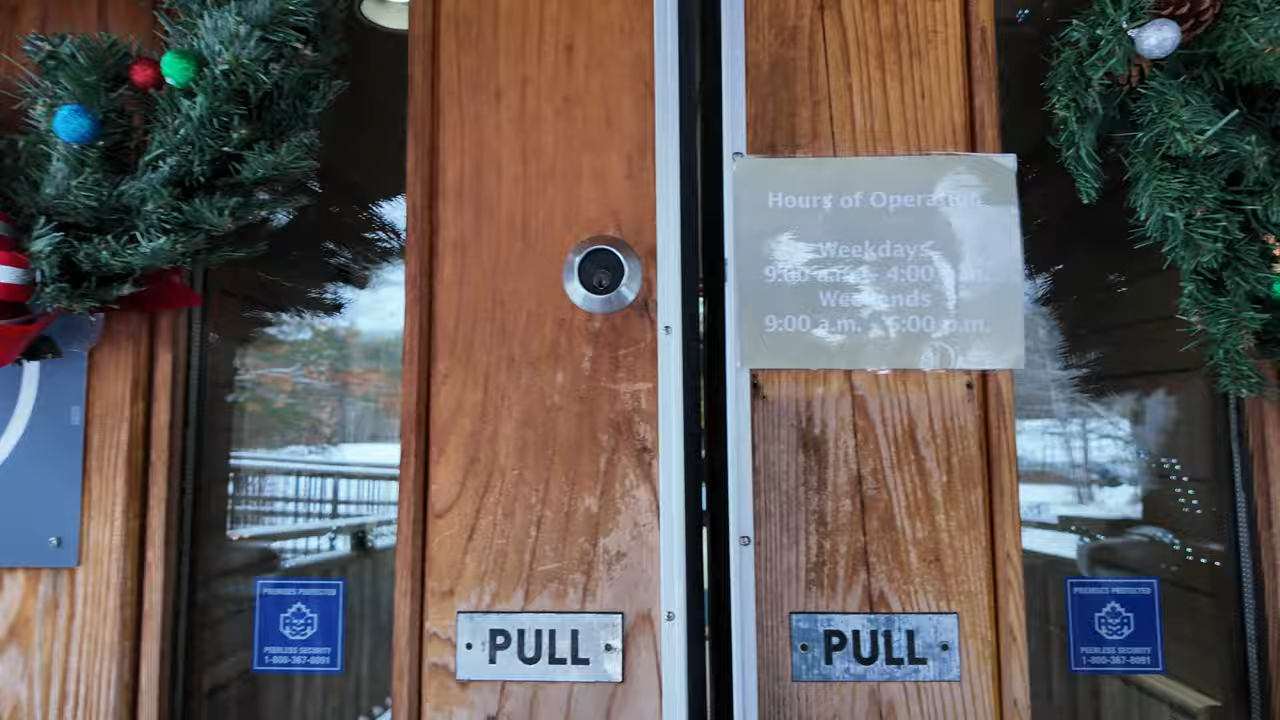 Hours of Operation
Weekdays
9:00 a.m. - 4:00 p.m.
Weekends
9:00 a.m. - 5:00 p.m.
PREMISES PROTECTED
PEERLESS SECURITY
1-800-367-8091
PULL
PULL
PREMISES PROTECTED
PEERLESS SECURITY
1-800-367-8091